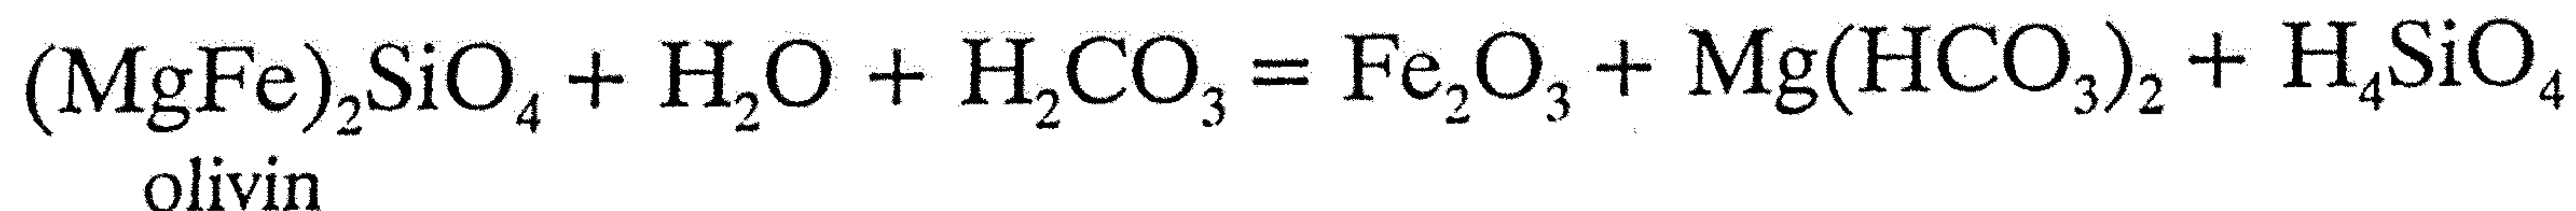 (MgFe)₂SiO₄ + H₂O + H₂CO₃ = Fe₂O₃ + Mg(HCO₃)₂ + H₄SiO₄
olivin